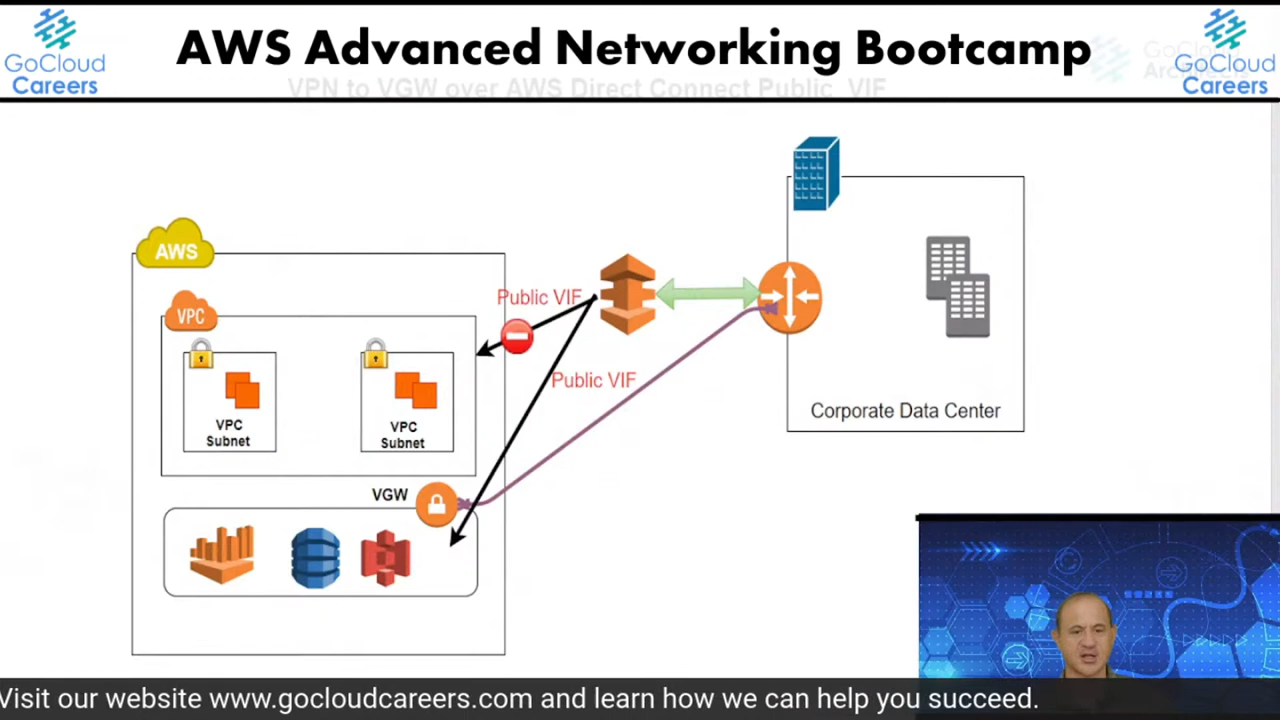 GoCloud
Careers
AWS Advanced Networking Bootcamp
GoCloud
Careers
VPN to VGW over AWS Direct Connect Public VIF
AWS
VPC
VPC
Subnet
VPC
Subnet
Public VIF
Public VIF
VGW
Corporate Data Center
Visit our website www.gocloudcareers.com and learn how we can help you succeed.